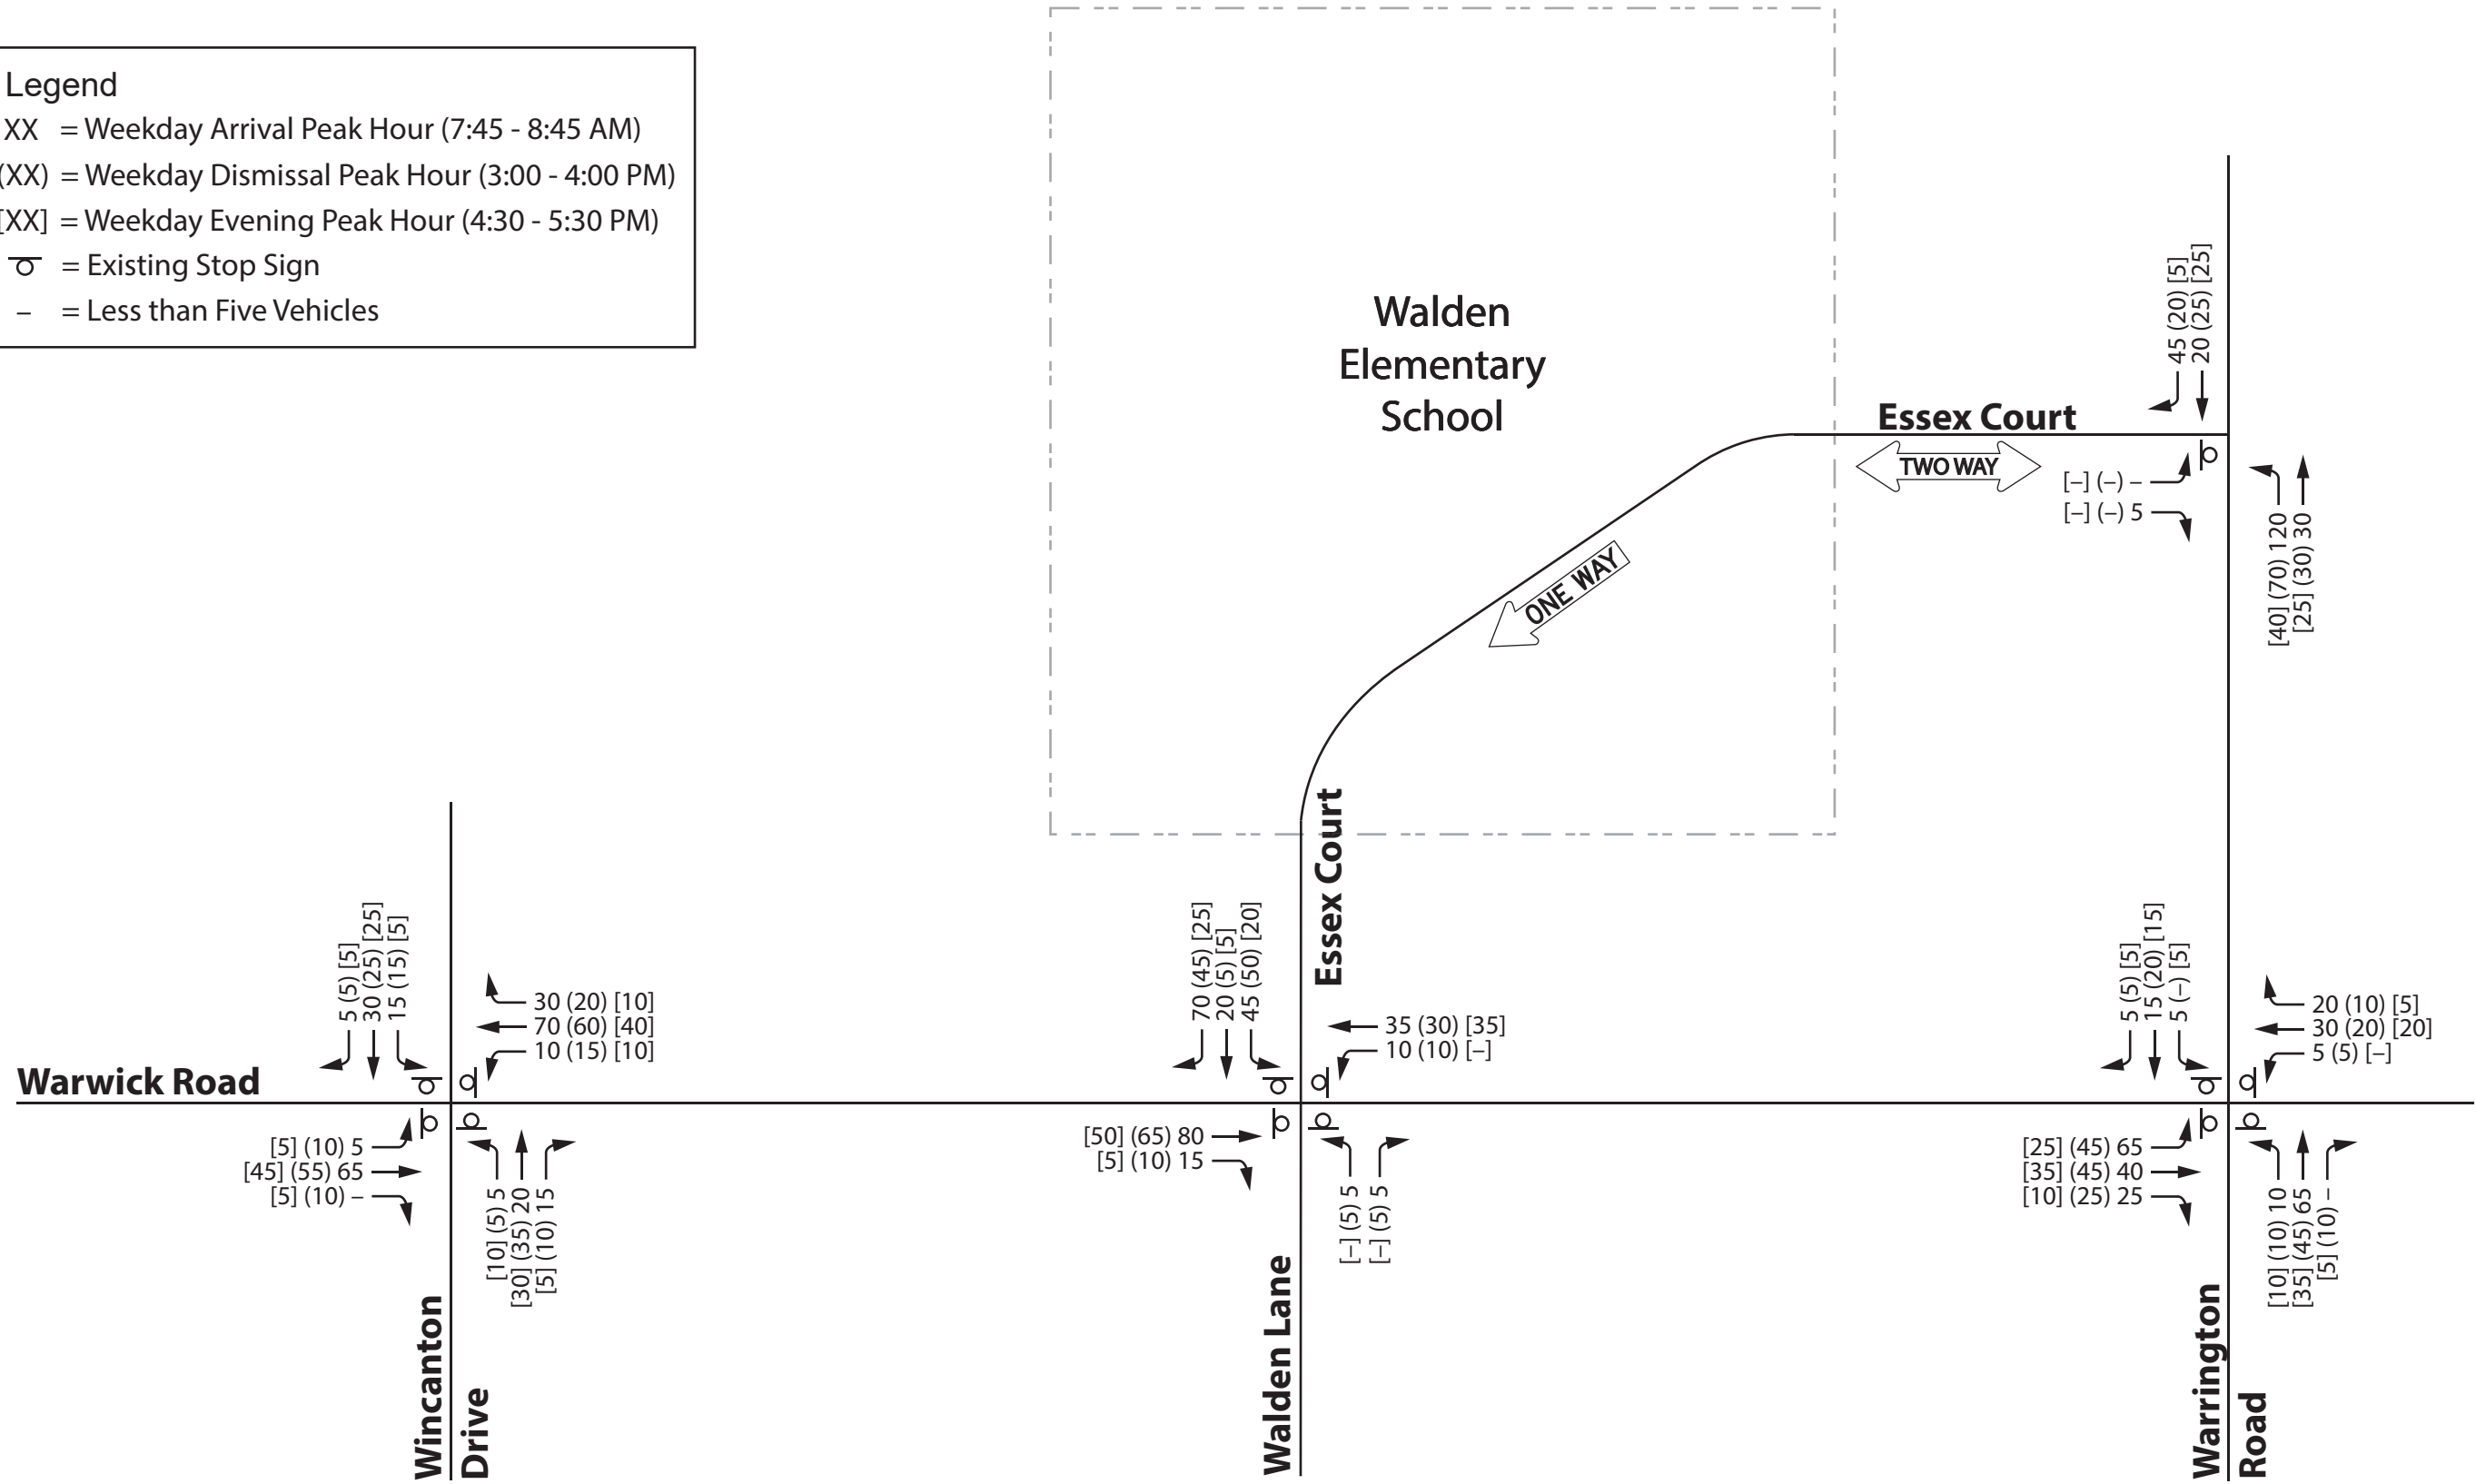 Legend
XX = Weekday Arrival Peak Hour (7:45 - 8:45 AM)
(XX) = Weekday Dismissal Peak Hour (3:00 - 4:00 PM)
[XX] = Weekday Evening Peak Hour (4:30 - 5:30 PM)
= Existing Stop Sign
– = Less than Five Vehicles
Walden
Elementary
School
45 (20) [5]
20 (25) [25]
Essex Court
TWO WAY
[–] (–) –
[–] (–) 5
[40] (70) 120
[25] (30) 30
ONE WAY
Essex Court
5 (5) [5]
30 (25) [25]
15 (15) [5]
30 (20) [10]
70 (60) [40]
10 (15) [10]
70 (45) [25]
20 (5) [5]
45 (50) [20]
35 (30) [35]
10 (10) [–]
5 (5) [5]
15 (20) [15]
5 (–) [5]
20 (10) [5]
30 (20) [20]
5 (5) [–]
Warwick Road
[5] (10) 5
[45] (55) 65
[5] (10) –
[10] (5) 5
[30] (35) 20
[5] (10) 15
[50] (65) 80
[5] (10) 15
[–] (5) 5
[–] (5) 5
[25] (45) 65
[35] (45) 40
[10] (25) 25
[10] (10) 10
[35] (45) 65
[5] (10) –
Wincanton
Drive
Walden Lane
Warrington
Road